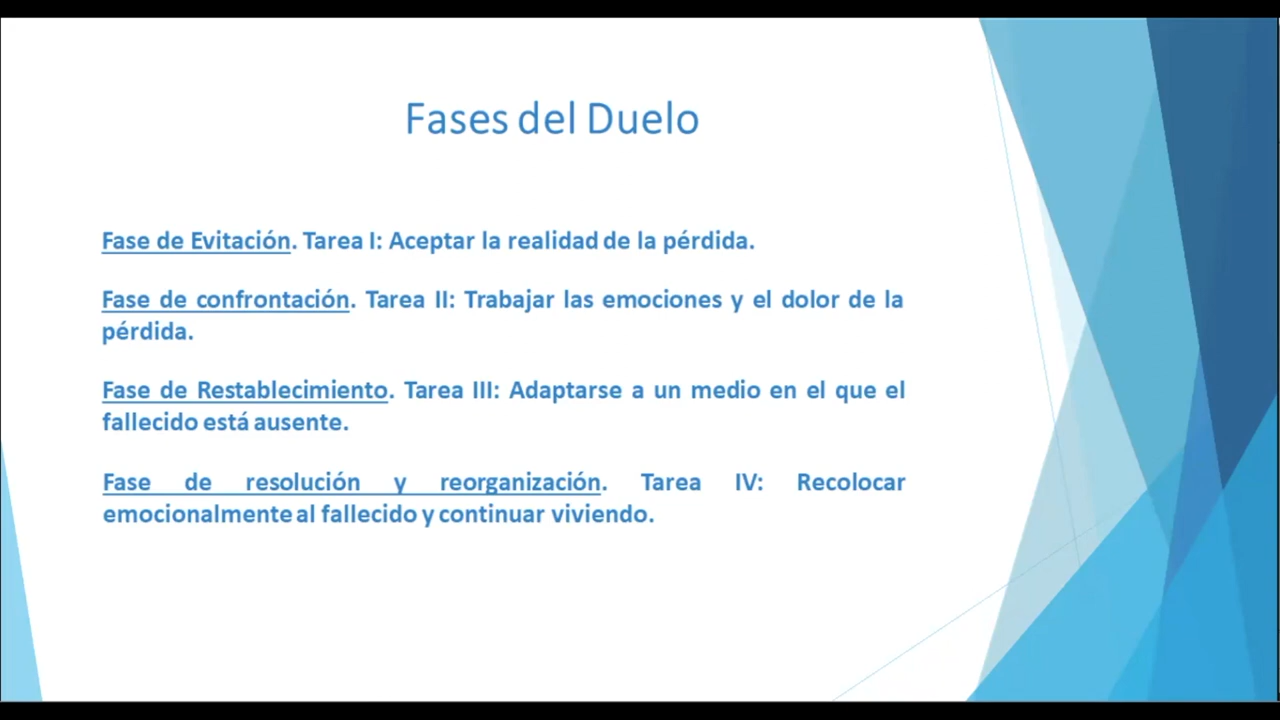 Fases del Duelo
Fase de Evitación. Tarea I: Aceptar la realidad de la pérdida.
Fase de confrontación. Tarea II: Trabajar las emociones y el dolor de la
pérdida.
Fase de Restablecimiento. Tarea III: Adaptarse a un medio en el que el
fallecido está ausente.
Fase de resolución y reorganización. Tarea IV: Recolocar
emocionalmente al fallecido y continuar viviendo.